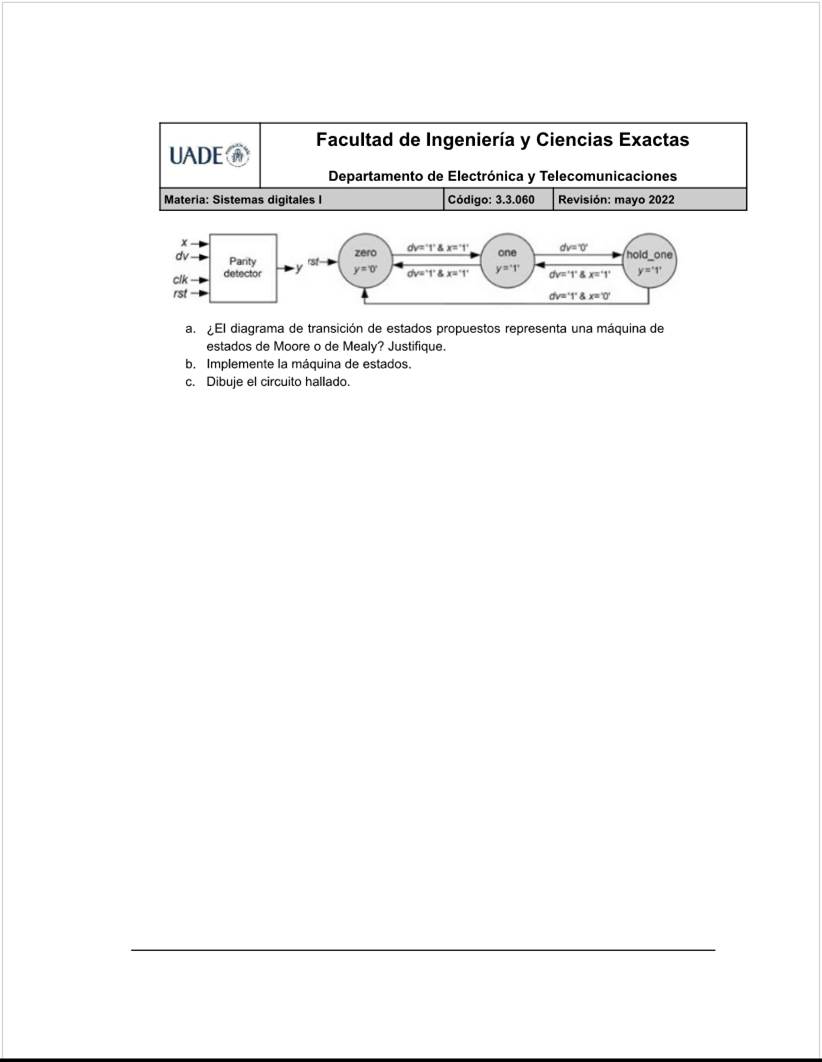 UADE
Facultad de Ingeniería y Ciencias Exactas
Departamento de Electrónica y Telecomunicaciones
Materia: Sistemas digitales I
Código: 3.3.060
Revisión: mayo 2022
x
dv
clk
rst
Parity
detector
y
rst
zero
y='0'
dv='1' & x='1'
dv='1' & x='1'
one
y='1'
dv='0'
dv='1' & x='1'
hold_one
y='1'
dv='1' & x='0'
a. ¿El diagrama de transición de estados propuestos representa una máquina de
estados de Moore o de Mealy? Justifique.
b. Implemente la máquina de estados.
c. Dibuje el circuito hallado.